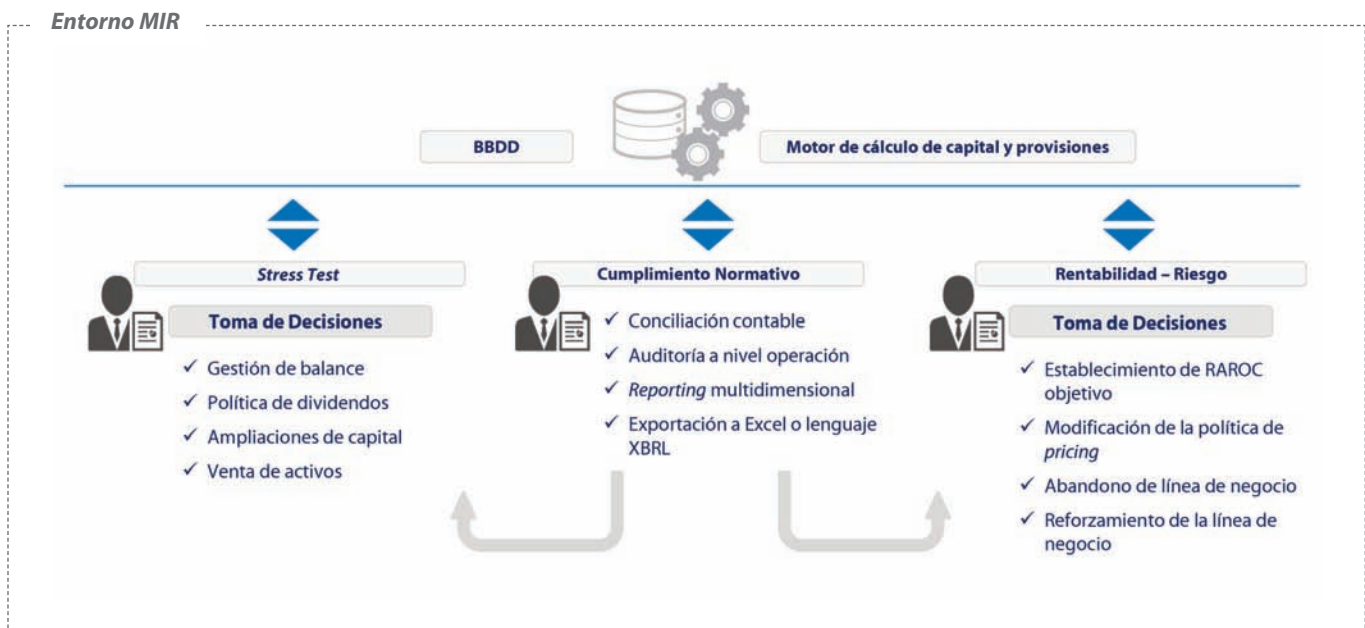 Entorno MIR
BBDD
Motor de cálculo de capital y provisiones
Stress Test
Toma de Decisiones
✓ Gestión de balance
✓ Política de dividendos
✓ Ampliaciones de capital
✓ Venta de activos
Cumplimiento Normativo
✓ Conciliación contable
✓ Auditoría a nivel operación
✓ Reporting multidimensional
✓ Exportación a Excel o lenguaje
XBRL
Rentabilidad – Riesgo
Toma de Decisiones
✓ Establecimiento de RAROC
objetivo
✓ Modificación de la política de
pricing
✓ Abandono de línea de negocio
✓ Reforzamiento de la línea de
negocio